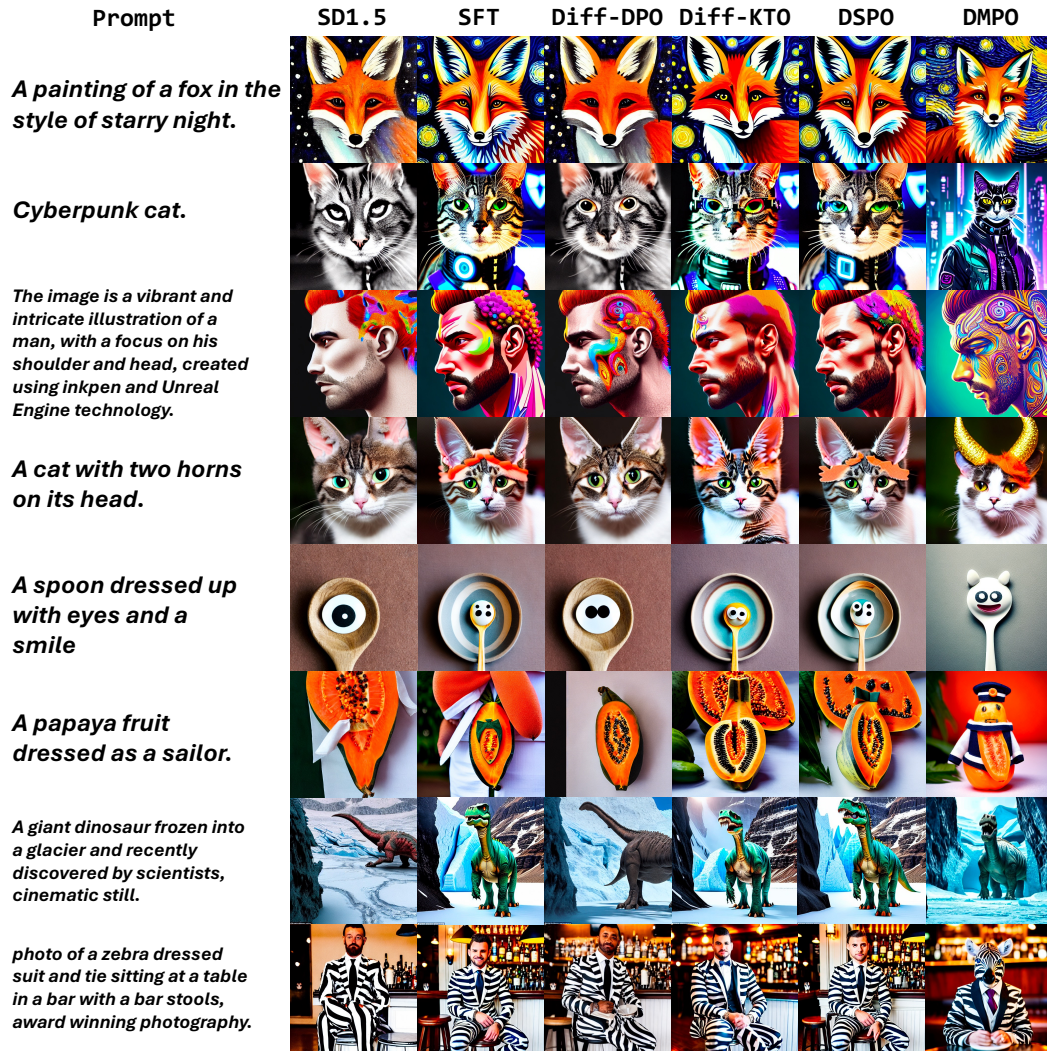 Prompt SD1.5 SFT Diff-DPO Diff-KTO DSPO DMPO
A painting of a fox in the
style of starry night.
Cyberpunk cat.
The image is a vibrant and
intricate illustration of a
man, with a focus on his
shoulder and head, created
using inkpen and Unreal
Engine technology.
A cat with two horns
on its head.
A spoon dressed up
with eyes and a
smile
A papaya fruit
dressed as a sailor.
A giant dinosaur frozen into
a glacier and recently
discovered by scientists,
cinematic still.
photo of a zebra dressed
suit and tie sitting at a table
in a bar with a bar stools,
award winning photography.